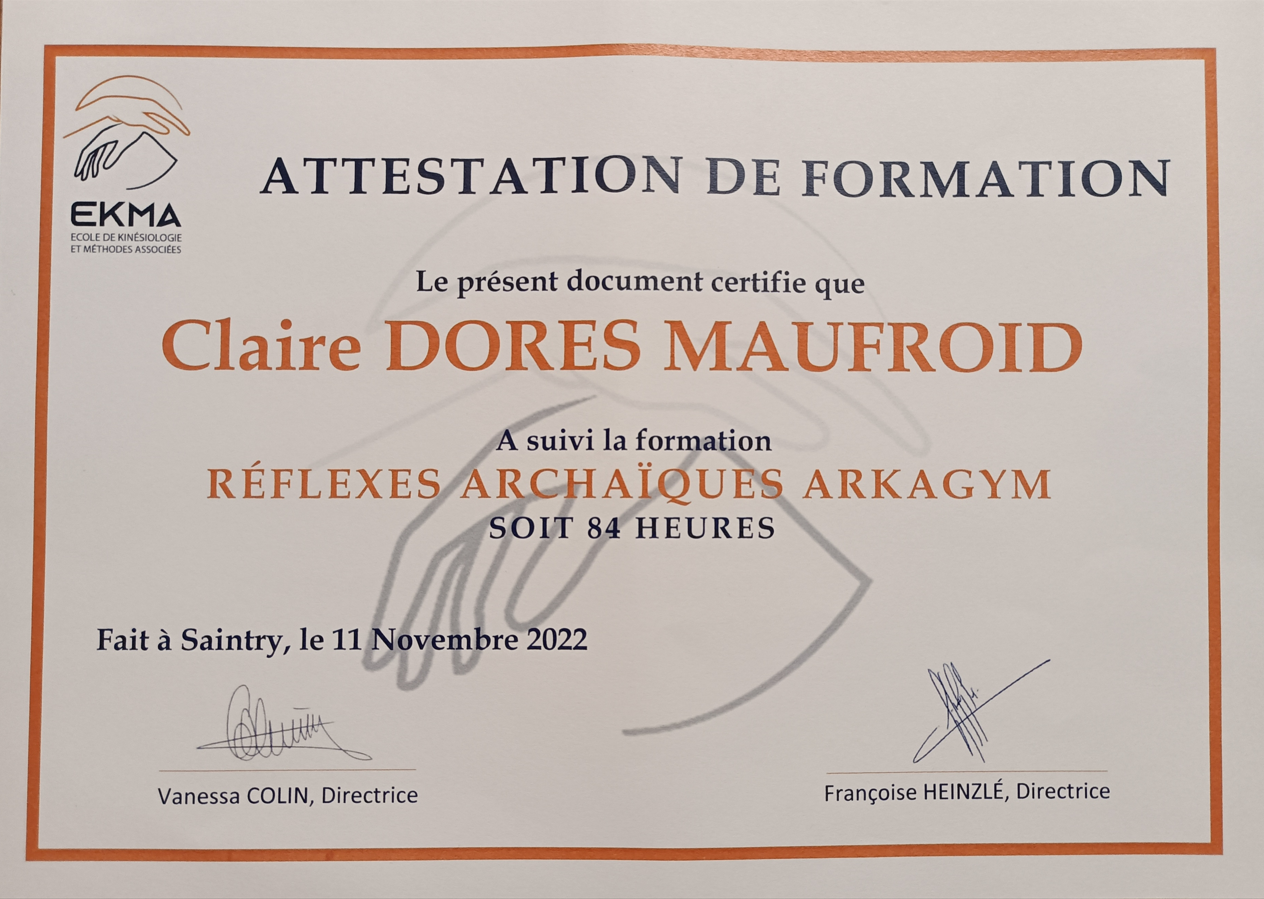 EKMA
ECOLE DE KINÉSIOLOGIE
ET MÉTHODES ASSOCIÉES
ATTESTATION DE FORMATION
Le présent document certifie que
Claire DORES MAUFROID
A suivi la formation
RÉFLEXES ARCHAÏQUES ARKAGYM
SOIT 84 HEURES
Fait à Saintry, le 11 Novembre 2022
Vanessa COLIN, Directrice
Françoise HEINZLÉ, Directrice